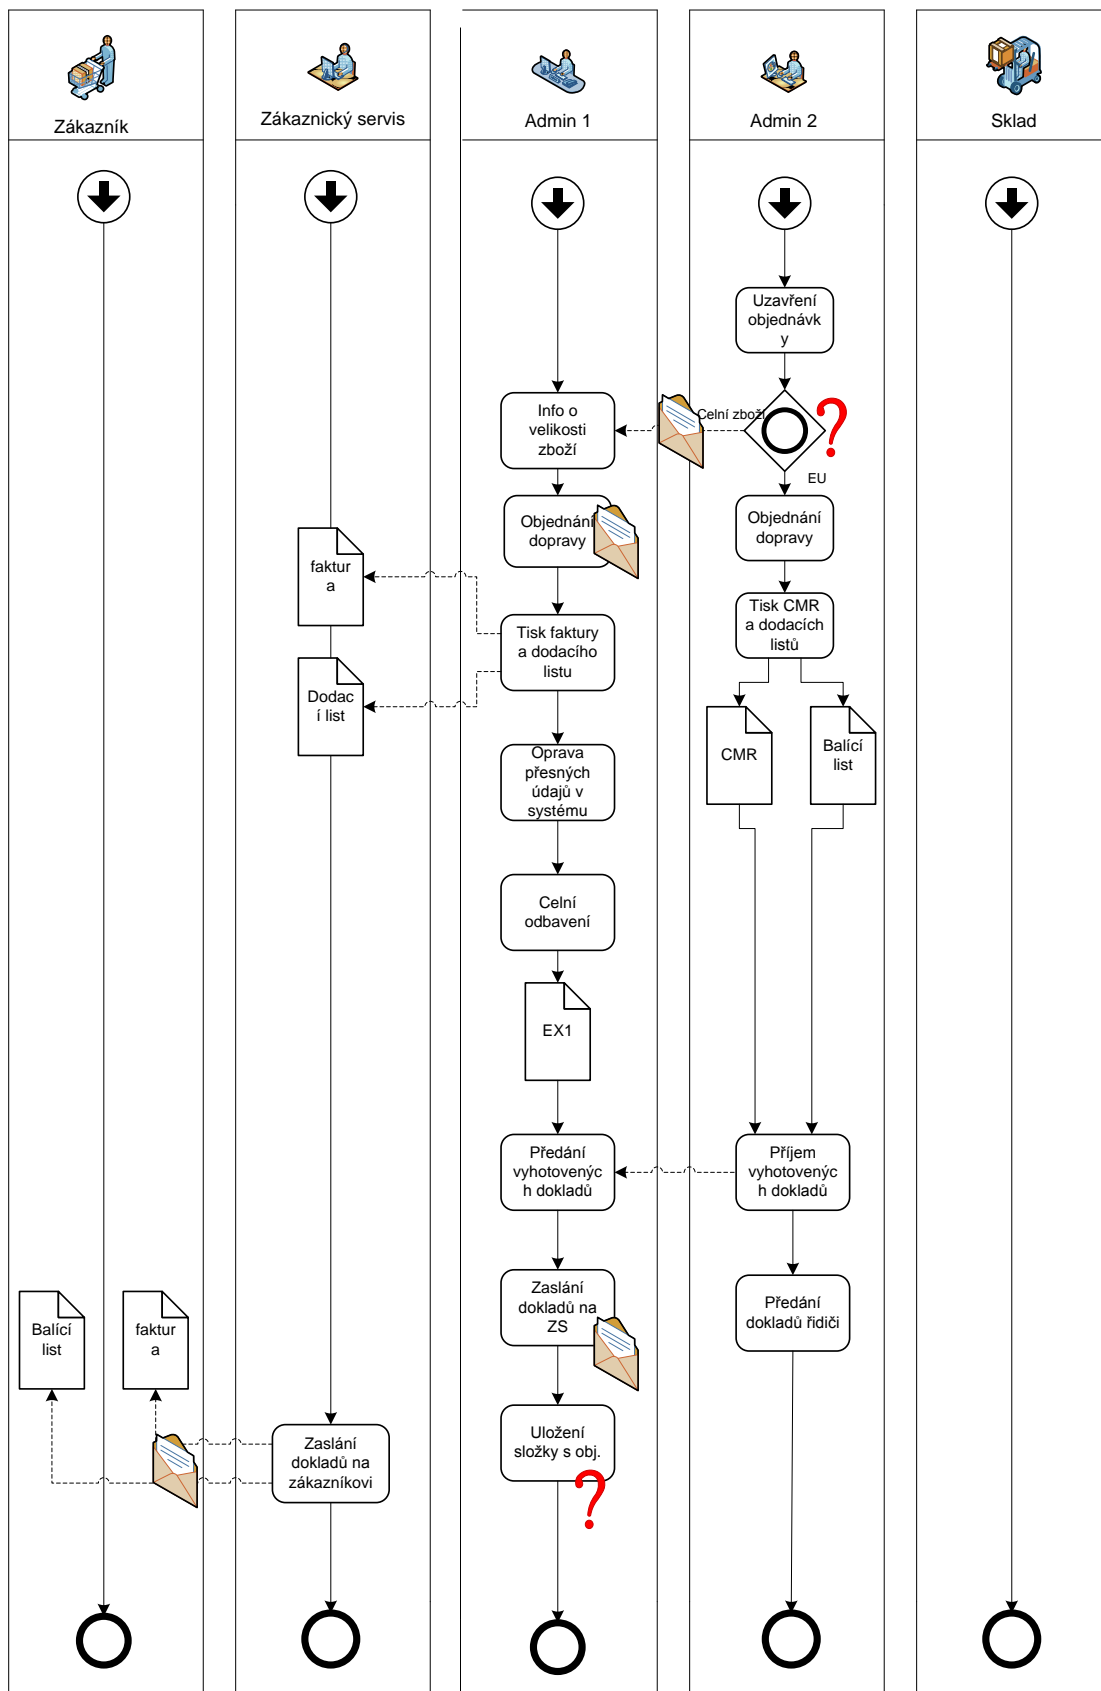 Zákazník
Zákaznický servis
Admin 1
Admin 2
Sklad
Uzavření
objednávk
y
Info o
velikosti
zboží
Celní zboží
?
EU
Objednání
dopravy
Objednání
dopravy
faktur
a
Tisk faktury
a dodacího
listu
Tisk CMR
a dodacích
listů
Dodac
í list
CMR
Balící
list
Oprava
přesných
údajů v
systému
Celní
odbavení
EX1
Předání
vyhotovenýc
h dokladů
Příjem
vyhotovenýc
h dokladů
Zaslání
dokladů na
ZS
Předání
dokladů řidiči
Balící
list
faktur
a
Zaslání
dokladů na
zákazníkovi
Uložení
složky s obj.
?